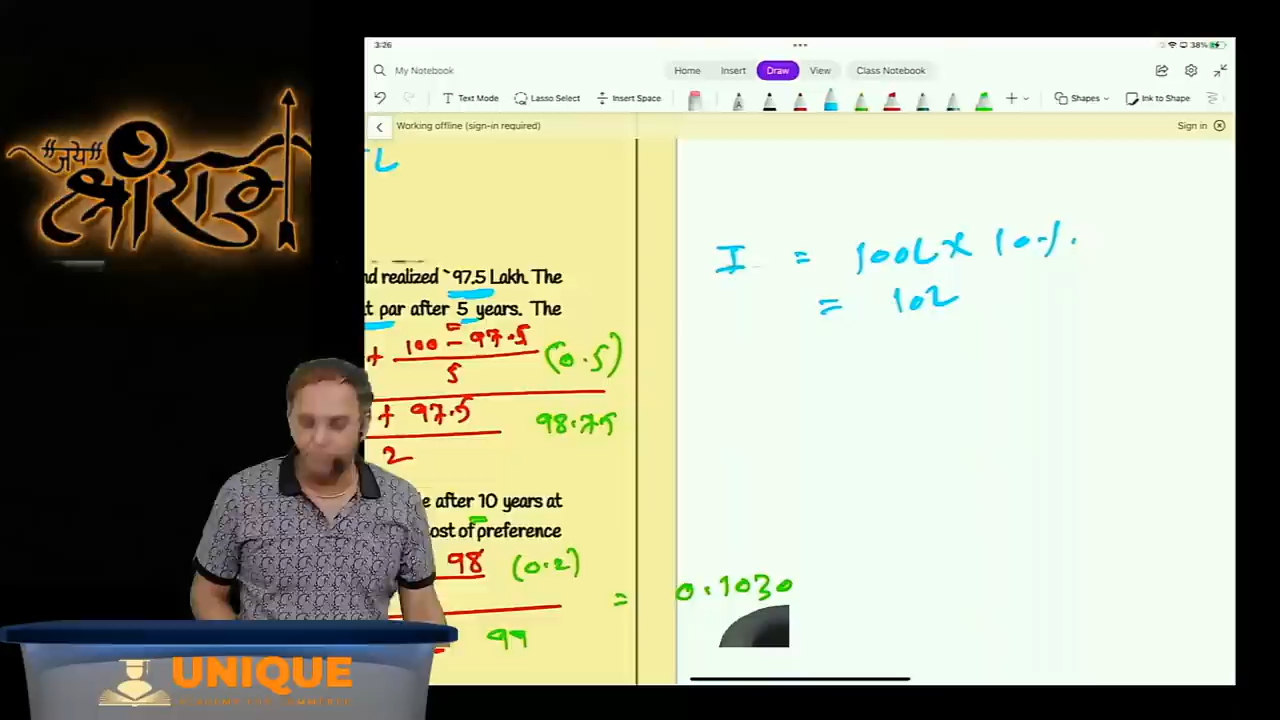 "जय"
श्री राम
3:26
38%
My Notebook
Home Insert Draw View Class Notebook
Text Mode Lasso Select Insert Space Shapes Ink to Shape
Working offline (sign-in required) Sign in
L
nd realized `97.5 Lakh. The
t par after 5 years. The
+ 100 - 97.5 (0.5)
5
+ 97.5 98.75
2
e after 10 years at
ost of preference
98 (0.2)
= 0.1030
99
I = 100L x 10%.
= 10L
UNIQUE